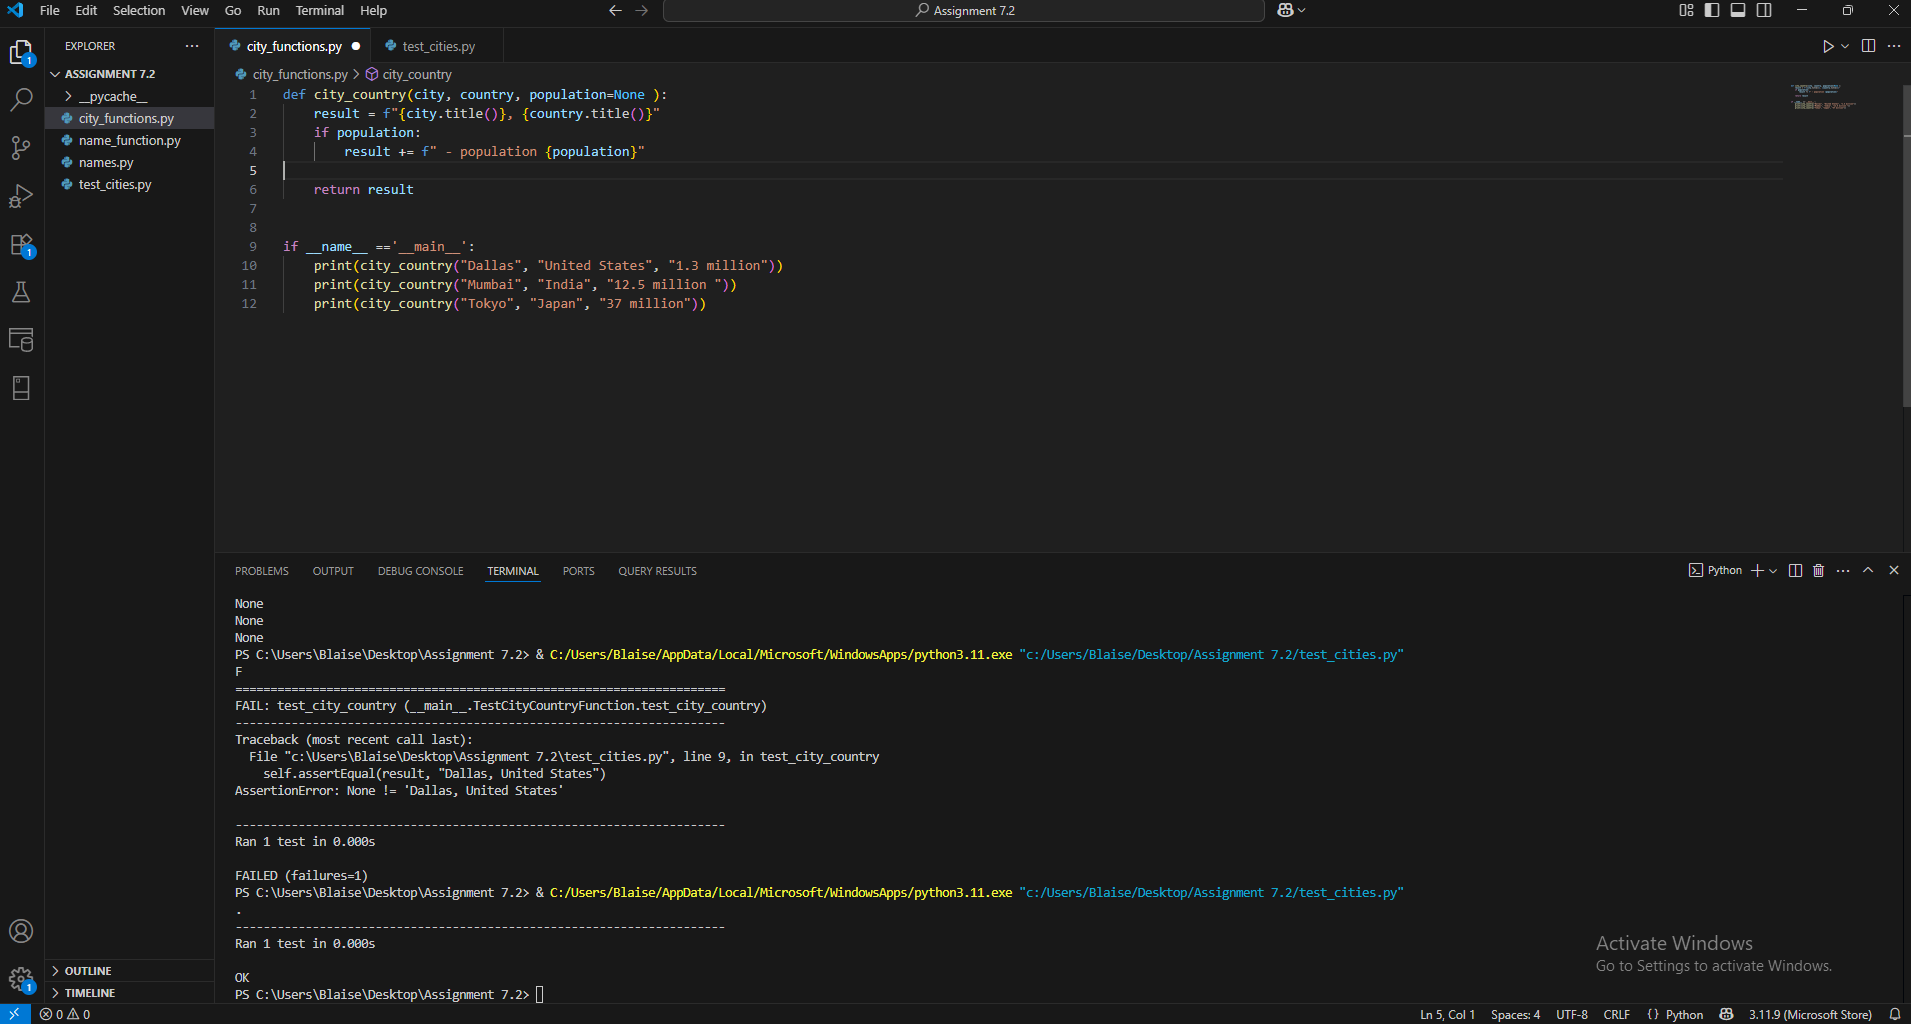 File Edit Selection View Go Run Terminal Help
Assignment 7.2
EXPLORER
ASSIGNMENT 7.2
__pycache__
city_functions.py
name_function.py
names.py
test_cities.py
OUTLINE
TIMELINE
1
1
1
city_functions.py
test_cities.py
city_functions.py > city_country
1 def city_country(city, country, population=None ):
2 result = f"{city.title()}, {country.title()}"
3 if population:
4 result += f" - population {population}"
5
6 return result
7
8
9 if __name__ =='__main__':
10 print(city_country("Dallas", "United States", "1.3 million"))
11 print(city_country("Mumbai", "India", "12.5 million "))
12 print(city_country("Tokyo", "Japan", "37 million"))
PROBLEMS OUTPUT DEBUG CONSOLE TERMINAL PORTS QUERY RESULTS
Python
None
None
None
PS C:\Users\Blaise\Desktop\Assignment 7.2> & C:/Users/Blaise/AppData/Local/Microsoft/WindowsApps/python3.11.exe "c:/Users/Blaise/Desktop/Assignment 7.2/test_cities.py"
F
======================================================================
FAIL: test_city_country (__main__.TestCityCountryFunction.test_city_country)
----------------------------------------------------------------------
Traceback (most recent call last):
File "c:\Users\Blaise\Desktop\Assignment 7.2\test_cities.py", line 9, in test_city_country
self.assertEqual(result, "Dallas, United States")
AssertionError: None != 'Dallas, United States'
----------------------------------------------------------------------
Ran 1 test in 0.000s
FAILED (failures=1)
PS C:\Users\Blaise\Desktop\Assignment 7.2> & C:/Users/Blaise/AppData/Local/Microsoft/WindowsApps/python3.11.exe "c:/Users/Blaise/Desktop/Assignment 7.2/test_cities.py"
.
----------------------------------------------------------------------
Ran 1 test in 0.000s
OK
PS C:\Users\Blaise\Desktop\Assignment 7.2>
Activate Windows
Go to Settings to activate Windows.
0 0
Ln 5, Col 1 Spaces: 4 UTF-8 CRLF {} Python 3.11.9 (Microsoft Store)